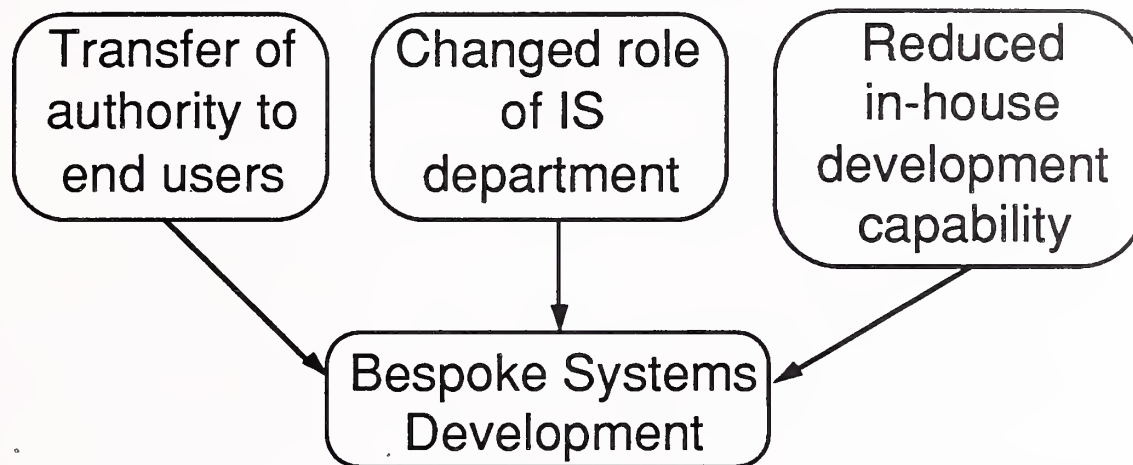 Transfer of
authority to
end users
Changed role
of IS
department
Reduced
in-house
development
capability
Bespoke Systems
Development